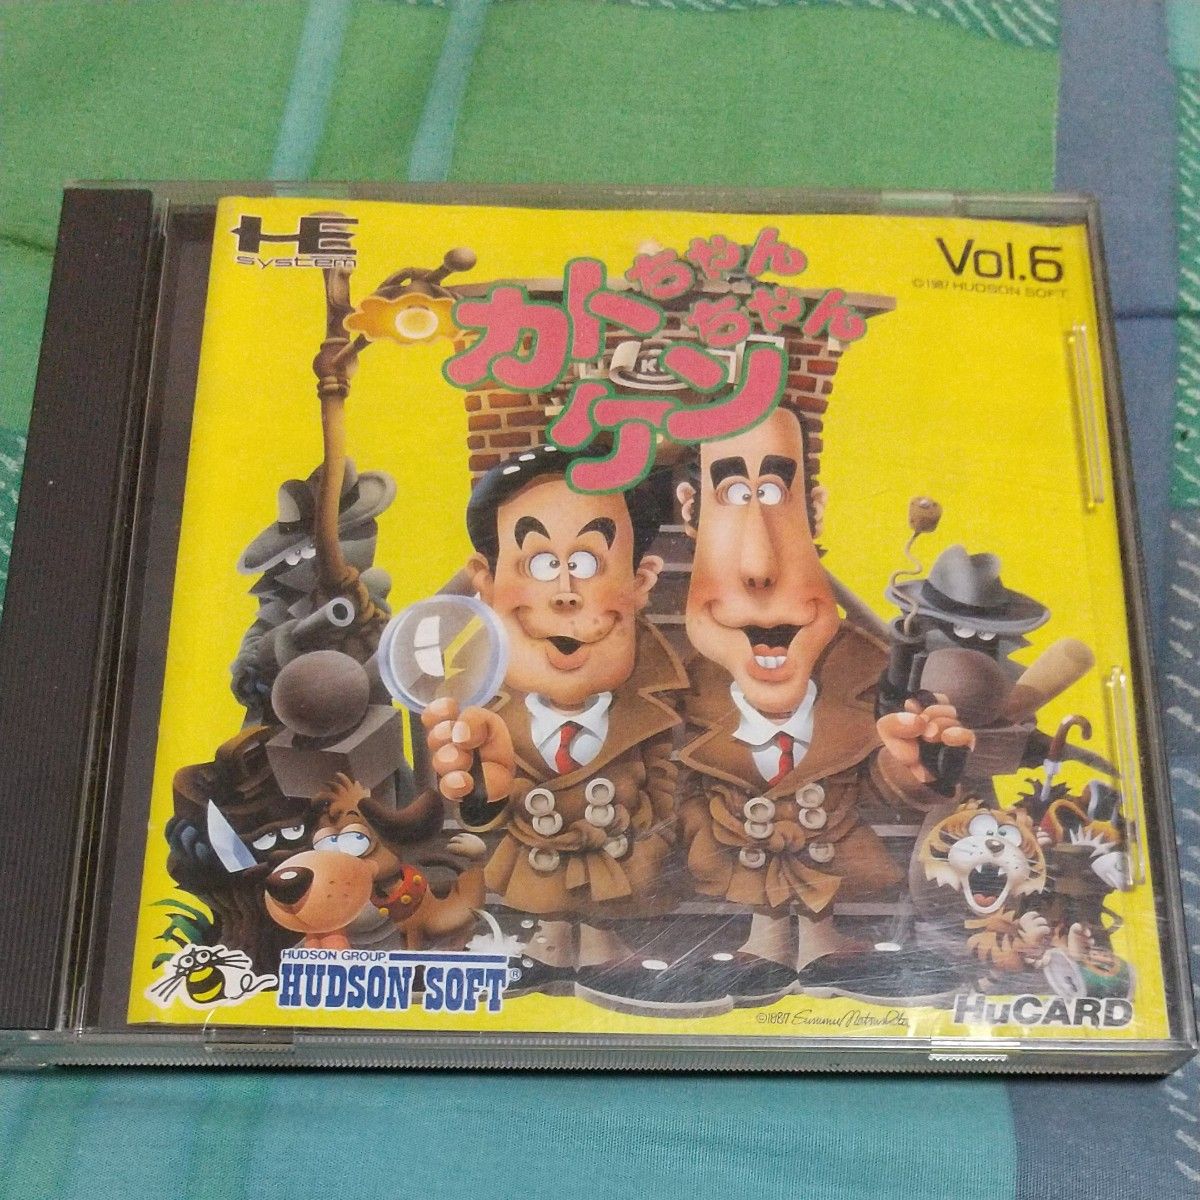 HE
system
Vol.6
©1987 HUDSON SOFT
カトちゃん
ケンちゃん
HUDSON GROUP
HUDSON SOFT®
HuCARD
©1987